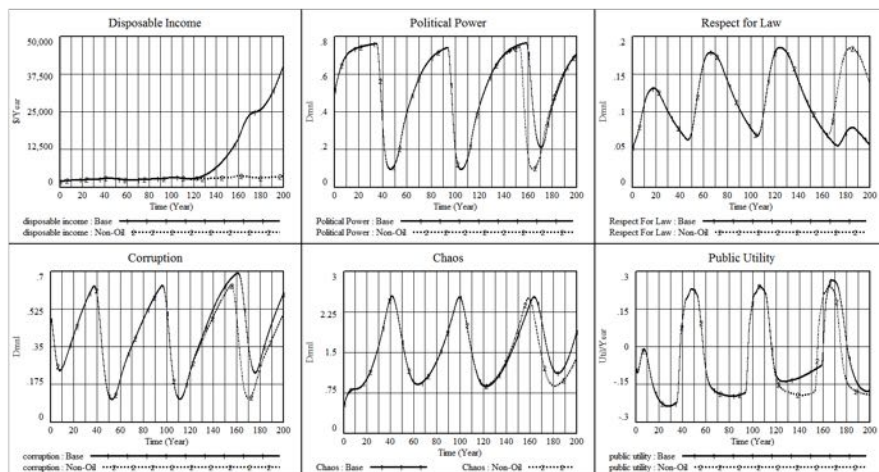 Disposable Income
50,000
37,500
25,000
12,500
0
$/Year
0 20 40 60 80 100 120 140 160 180 200
Time (Year)
disposable income : Base
disposable income : Non-Oil
Political Power
.8
.6
.4
.2
0
Dmnl
0 20 40 60 80 100 120 140 160 180 200
Time (Year)
Political Power : Base
Political Power : Non-Oil
Respect for Law
.2
.15
.1
.05
0
Dmnl
0 20 40 60 80 100 120 140 160 180 200
Time (Year)
Respect For Law : Base
Respect For Law : Non-Oil
Corruption
.7
.525
.35
.175
0
Dmnl
0 20 40 60 80 100 120 140 160 180 200
Time (Year)
corruption : Base
corruption : Non-Oil
Chaos
3
2.25
1.5
.75
0
Dmnl
0 20 40 60 80 100 120 140 160 180 200
Time (Year)
Chaos : Base Chaos : Non-Oil
Public Utility
.3
.15
0
-.15
-.3
Util/Year
0 20 40 60 80 100 120 140 160 180 200
Time (Year)
public utility : Base
public utility : Non-Oil